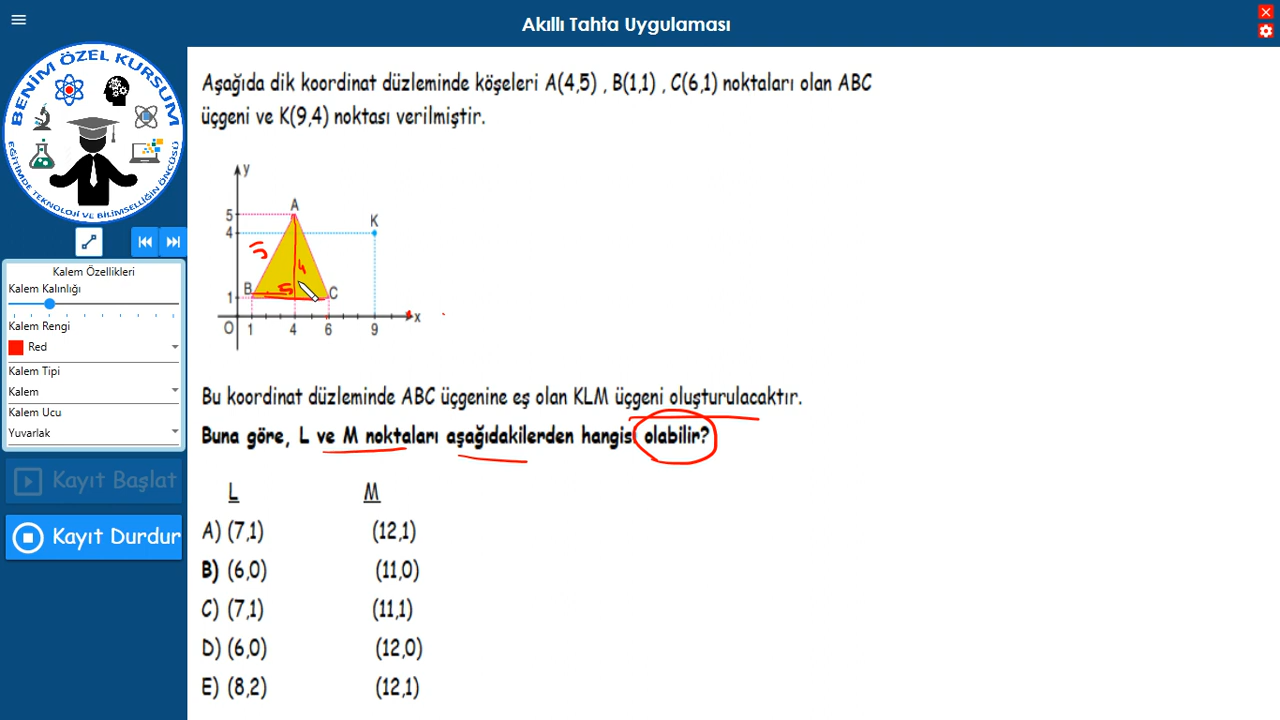 Akıllı Tahta Uygulaması
BENİM ÖZEL KURSUM
EĞİTİMDE TEKNOLOJİ VE BİLİMSELLİĞİN ÖNCÜSÜ
Kalem Özellikleri
Kalem Kalınlığı
Kalem Rengi
Red
Kalem Tipi
Kalem
Kalem Ucu
Yuvarlak
Kayıt Başlat
Kayıt Durdur
Aşağıda dik koordinat düzleminde köşeleri A(4,5) , B(1,1) , C(6,1) noktaları olan ABC
üçgeni ve K(9,4) noktası verilmiştir.
y
A
K
5
4
5
4
B
5
C
1
x
O 1 4 6 9
Bu koordinat düzleminde ABC üçgenine eş olan KLM üçgeni oluşturulacaktır.
Buna göre, L ve M noktaları aşağıdakilerden hangisi olabilir?
L M
A) (7,1) (12,1)
B) (6,0) (11,0)
C) (7,1) (11,1)
D) (6,0) (12,0)
E) (8,2) (12,1)